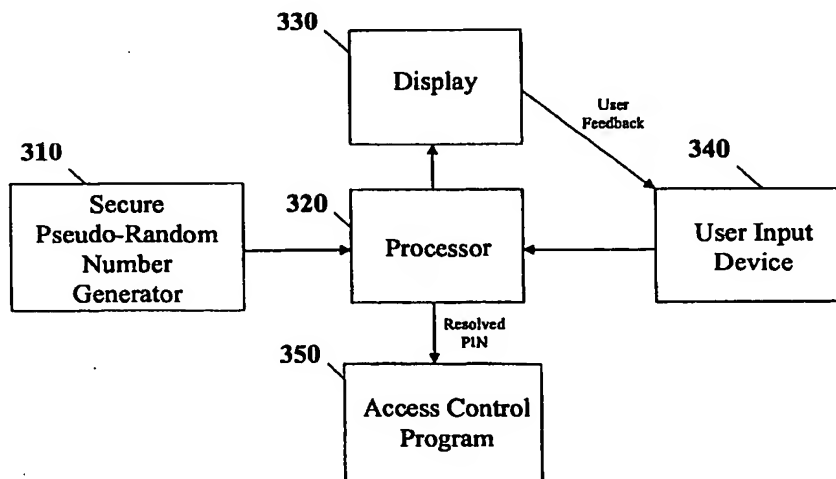 330
Display
User
Feedback
310
340
Secure
Pseudo-Random
Number
Generator
320
Processor
User Input
Device
Resolved
PIN
350
Access Control
Program